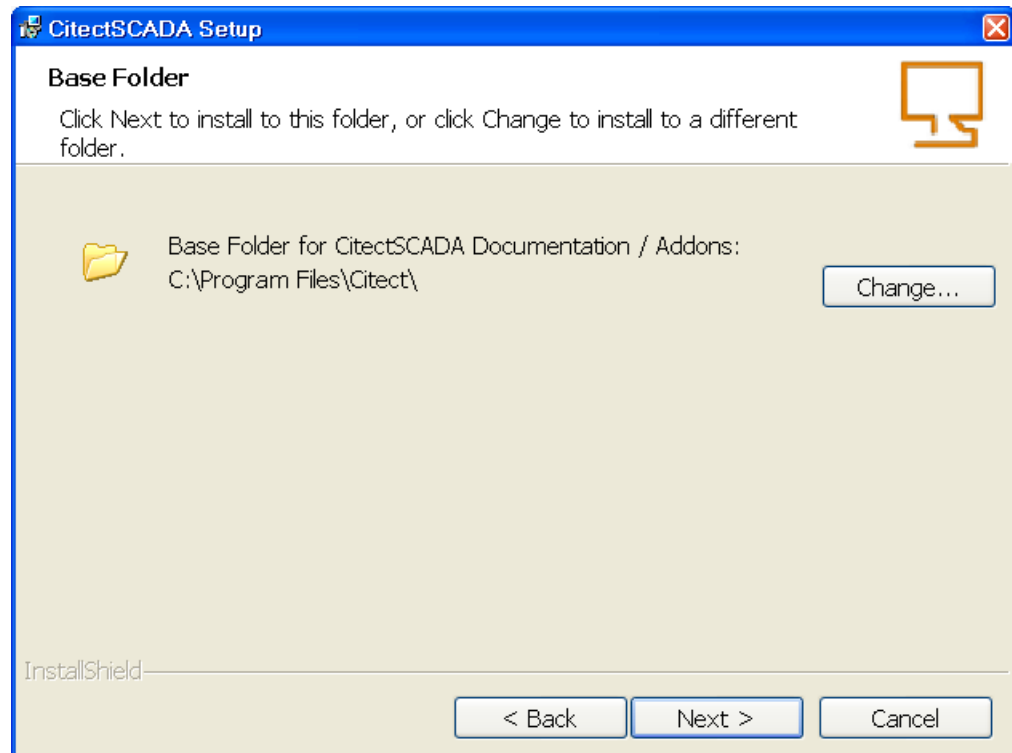 CitectSCADA Setup
Base Folder
Click Next to install to this folder, or click Change to install to a different
folder.
Base Folder for CitectSCADA Documentation / Addons:
C:\Program Files\Citect\
Change...
InstallShield
< Back
Next >
Cancel